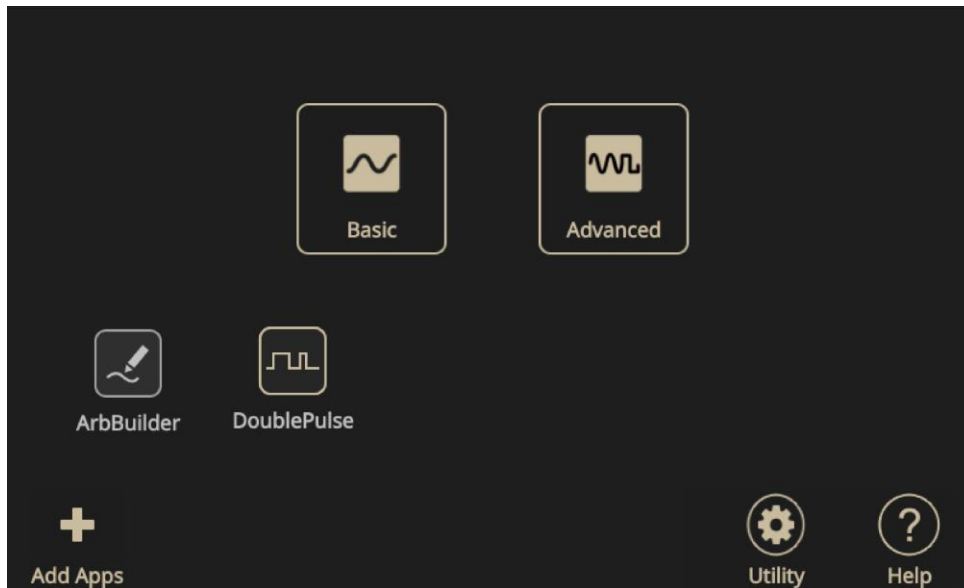 Basic
Advanced
ArbBuilder
DoublePulse
Add Apps
Utility
Help